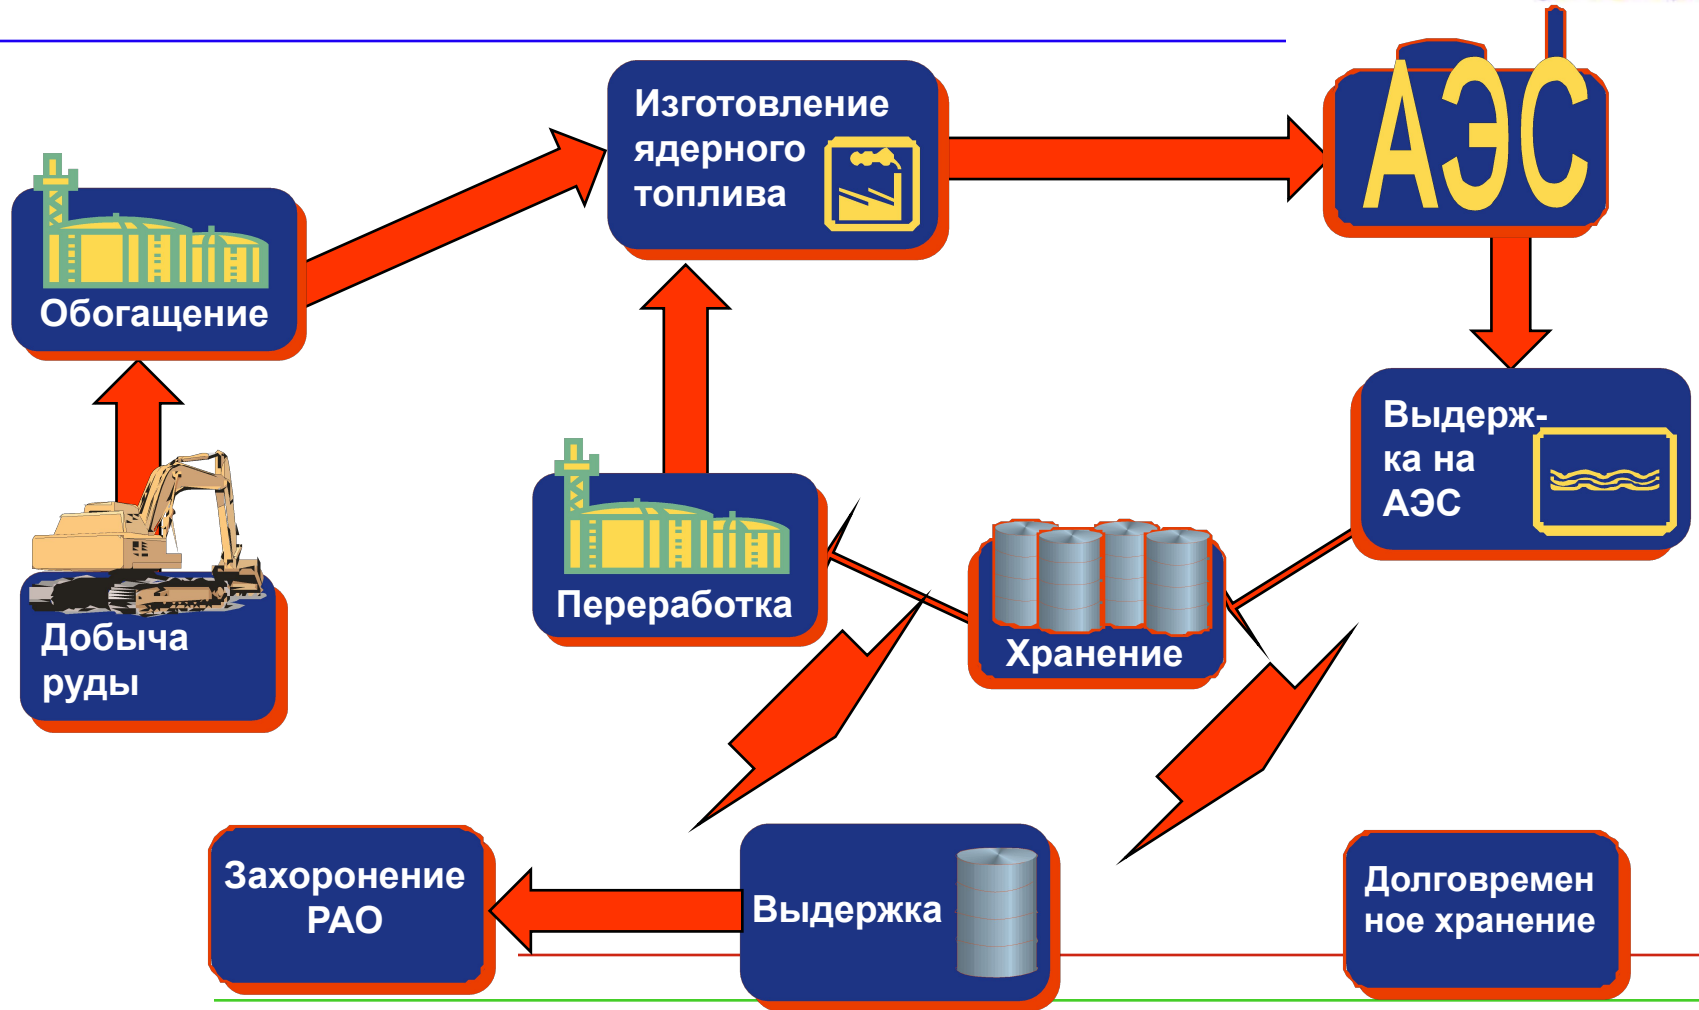 Изготовление
ядерного
топлива
АЭС
Обогащение
Выдерж-
ка на
АЭС
Переработка
Добыча
руды
Хранение
Захоронение
РАО
Выдержка
Долговремен
ное хранение